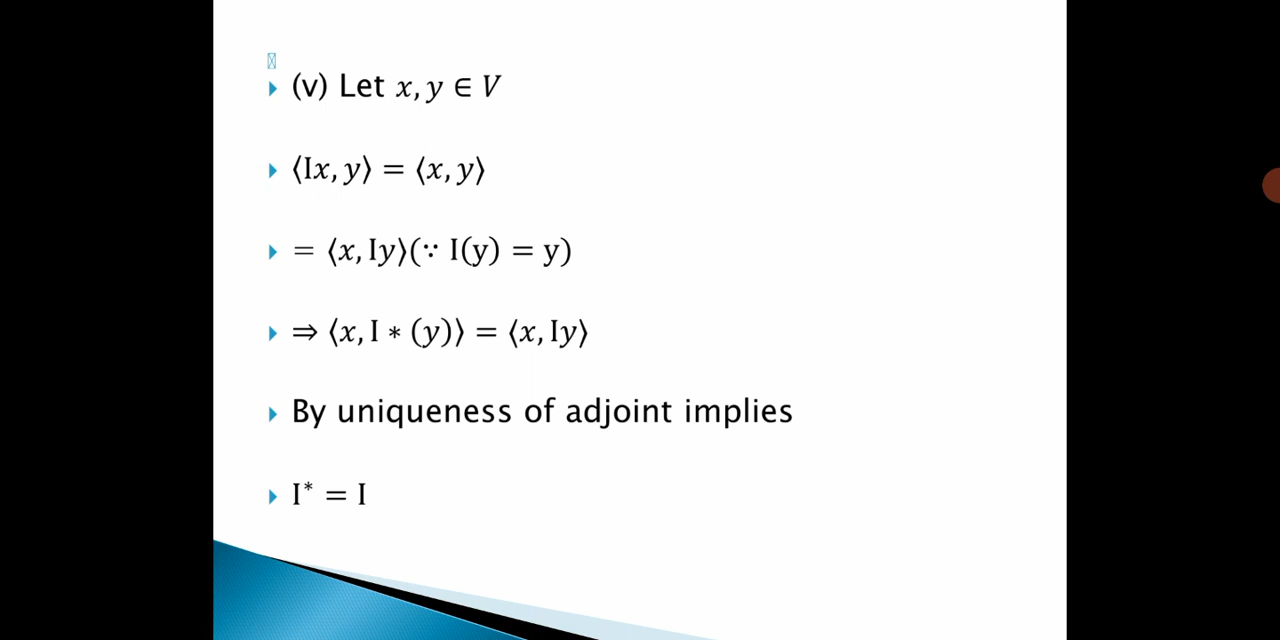 (v) Let 𝑥, 𝑦 ∈ 𝑉
⟨I𝑥, 𝑦⟩ = ⟨𝑥, 𝑦⟩
= ⟨𝑥, I𝑦⟩(∵ I(y) = y)
⇒ ⟨𝑥, I ∗ (𝑦)⟩ = ⟨𝑥, I𝑦⟩
By uniqueness of adjoint implies
I* = I